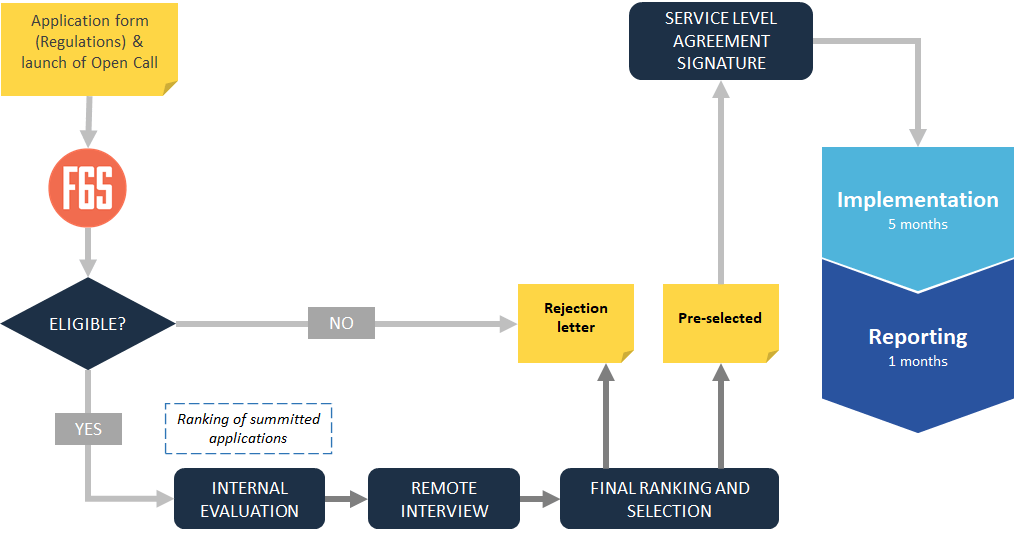 Application form
(Regulations) &
launch of Open Call
F6S
ELIGIBLE?
NO
YES
Ranking of summitted
applications
INTERNAL
EVALUATION
REMOTE
INTERVIEW
FINAL RANKING AND
SELECTION
Rejection
letter
Pre-selected
SERVICE LEVEL
AGREEMENT
SIGNATURE
Implementation
5 months
Reporting
1 months